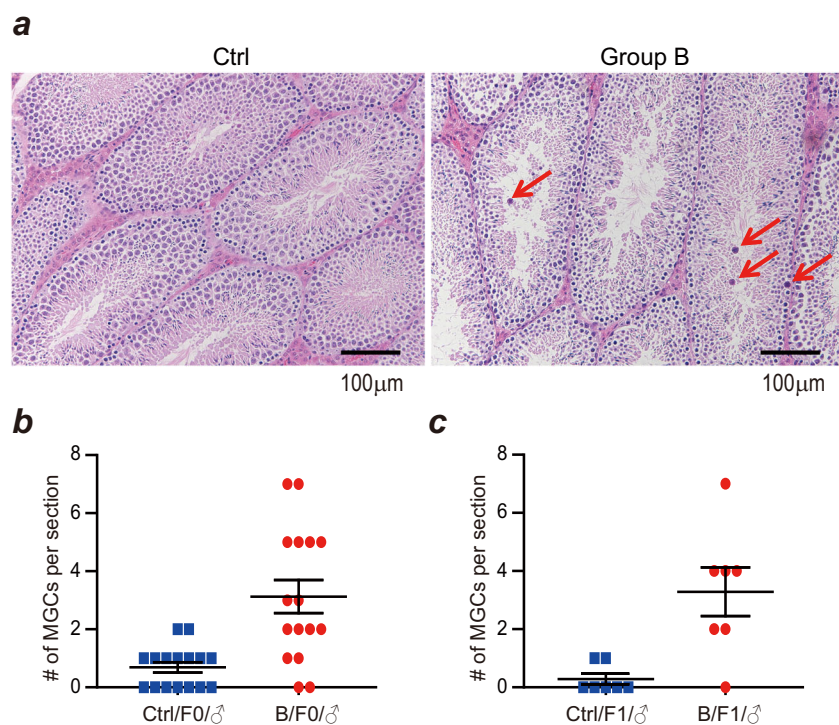 a
Ctrl
Group B
100μm
100μm
b
# of MGCs per section
8
6
4
2
0
Ctrl/F0/♂
B/F0/♂
c
# of MGCs per section
8
6
4
2
0
Ctrl/F1/♂
B/F1/♂